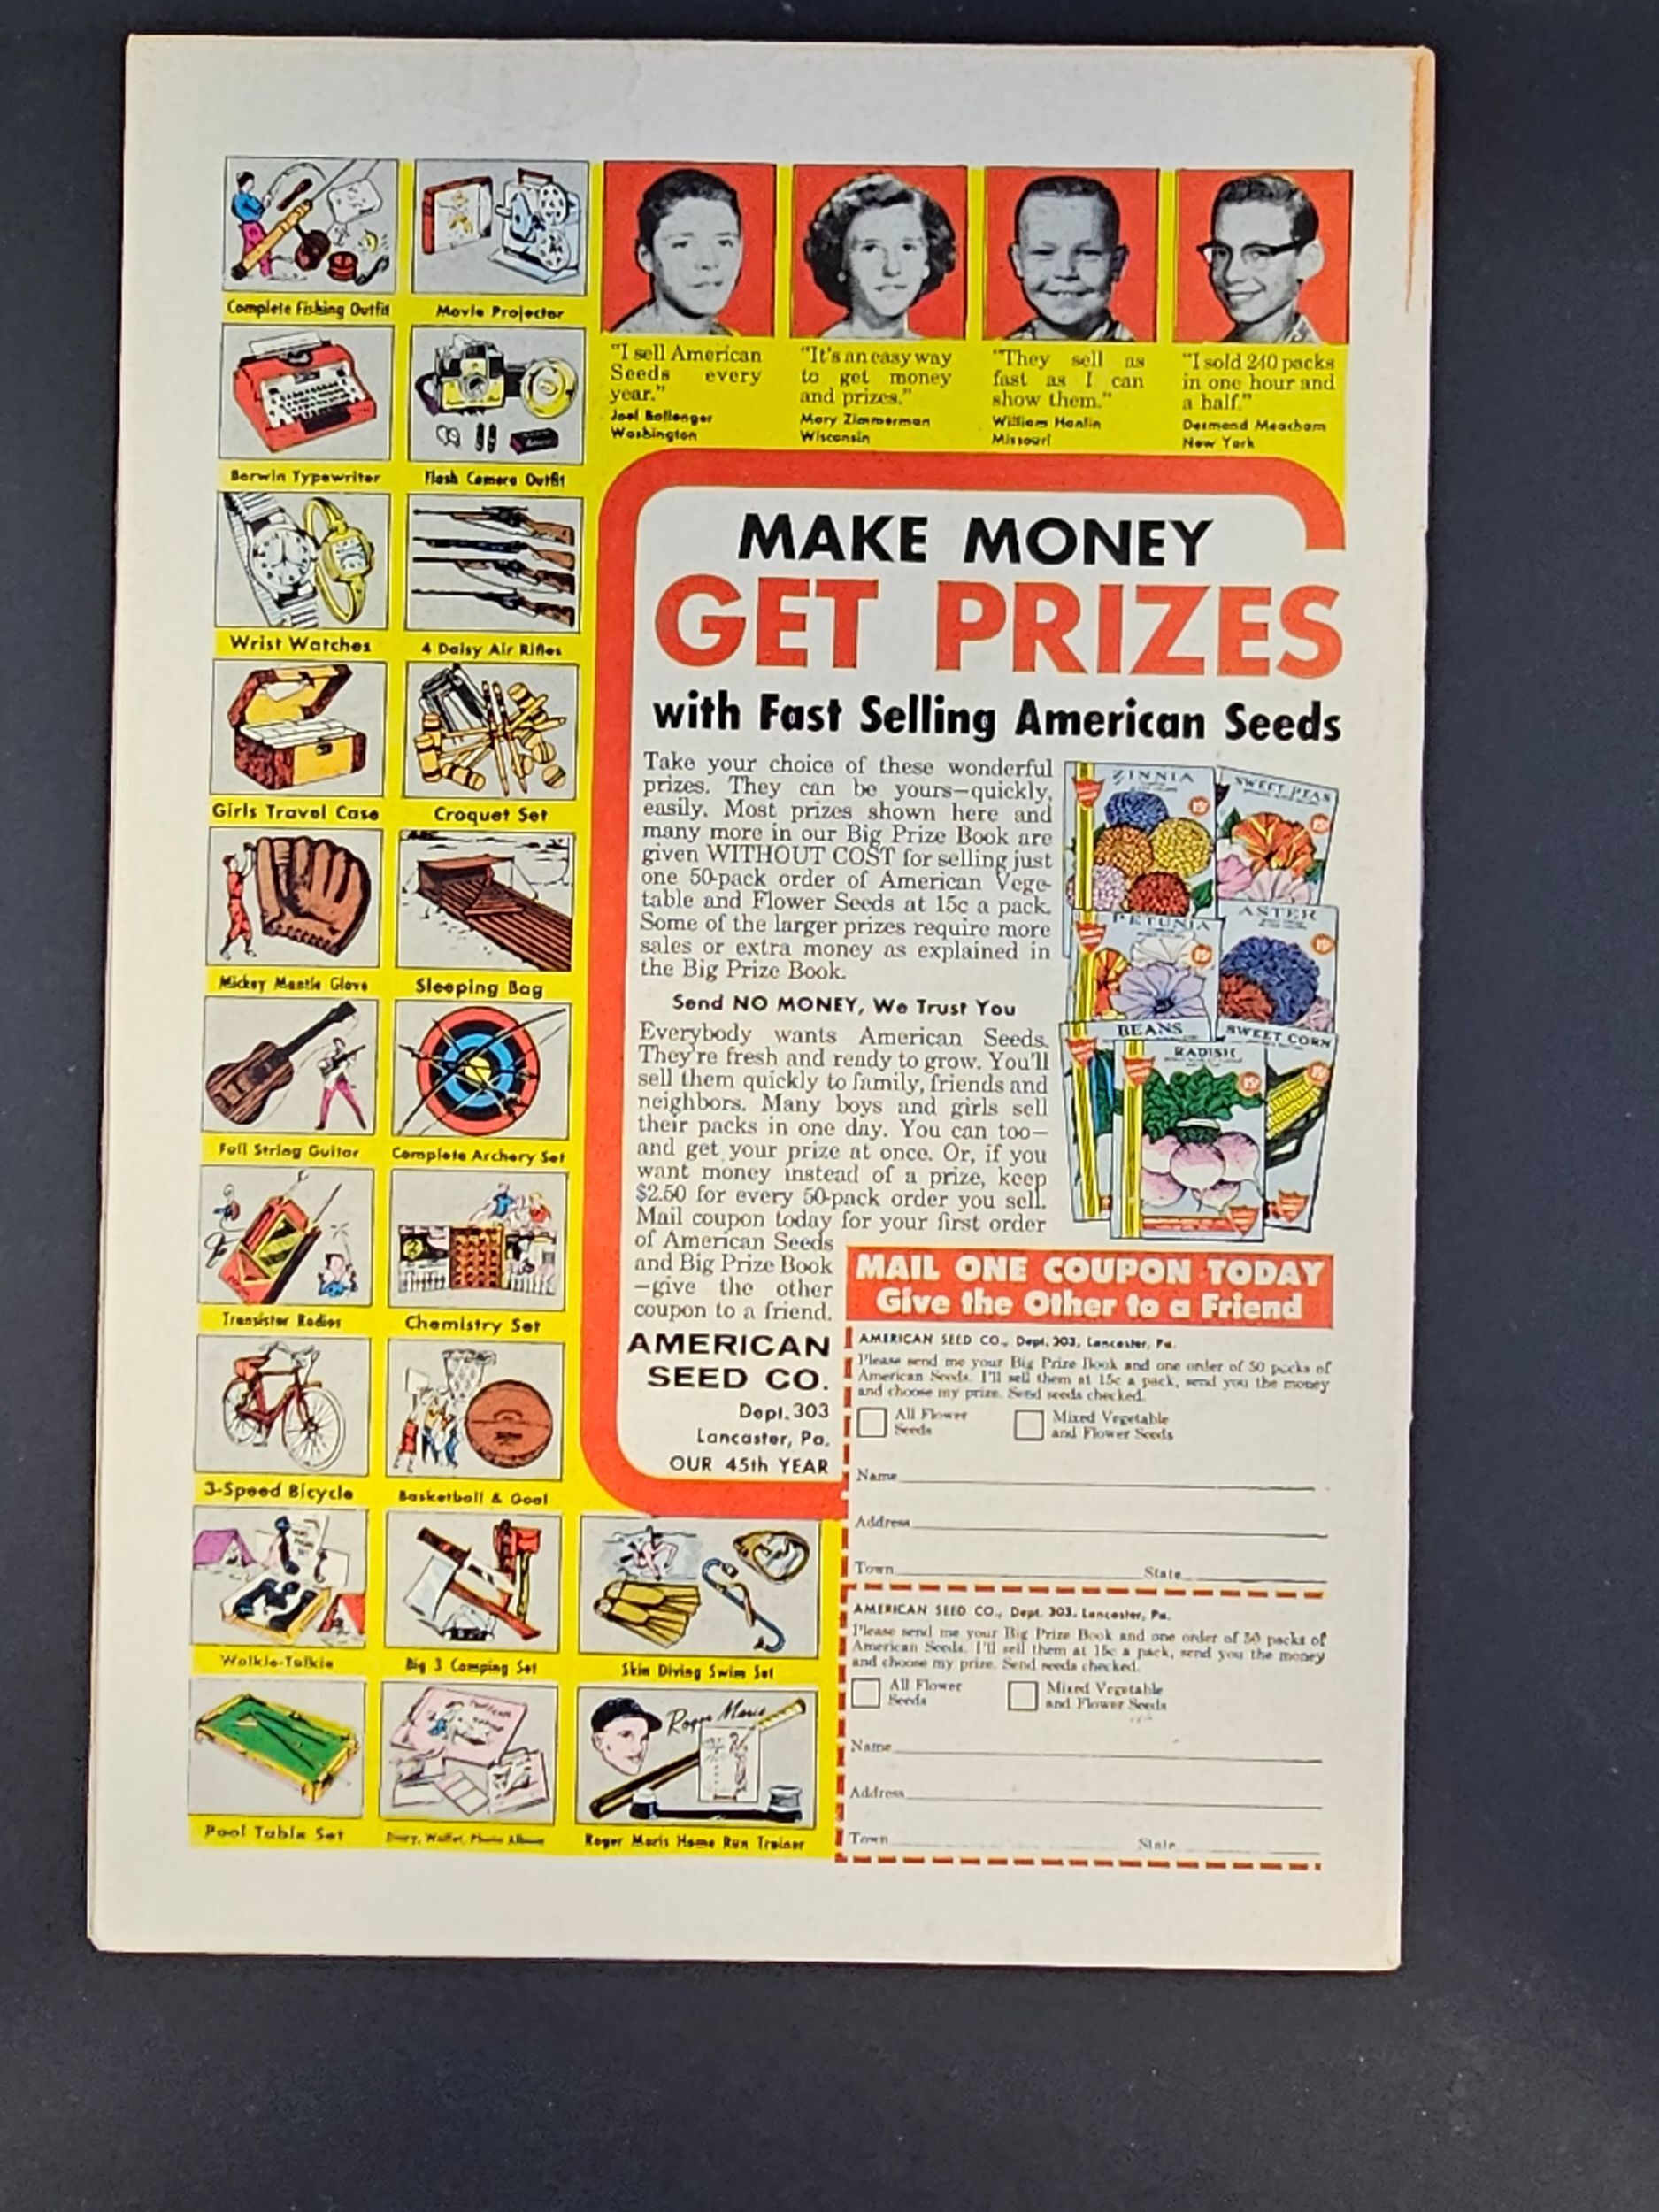 Complete Fishing Outfit
Movie Projector
Berwin Typewriter
Flash Camera Outfit
Wrist Watches
4 Daisy Air Rifles
Girls Travel Case
Croquet Set
Mickey Mantle Glove
Sleeping Bag
Full String Guitar
Complete Archery Set
Transistor Radios
Chemistry Set
3-Speed Bicycle
Basketball & Goal
Walkie-Talkie
Big 3 Camping Set
Skin Diving Swim Set
Pool Table Set
Diary, Wallet, Photo Album
Roger Maris
Roger Maris Home Run Trainer
"I sell American
Seeds every
year."
Joel Bollenger
Washington
"It's an easy way
to get money
and prizes."
Mary Zimmerman
Wisconsin
"They sell as
fast as I can
show them."
William Hanlin
Missouri
"I sold 240 packs
in one hour and
a half."
Desmond Meacham
New York
MAKE MONEY
GET PRIZES
with Fast Selling American Seeds
Take your choice of these wonderful
prizes. They can be yours—quickly,
easily. Most prizes shown here and
many more in our Big Prize Book are
given WITHOUT COST for selling just
one 50-pack order of American Vege-
table and Flower Seeds at 15c a pack.
Some of the larger prizes require more
sales or extra money as explained in
the Big Prize Book.
Send NO MONEY, We Trust You
Everybody wants American Seeds.
They're fresh and ready to grow. You'll
sell them quickly to family, friends and
neighbors. Many boys and girls sell
their packs in one day. You can too—
and get your prize at once. Or, if you
want money instead of a prize, keep
$2.50 for every 50-pack order you sell.
Mail coupon today for your first order
of American Seeds
and Big Prize Book
—give the other
coupon to a friend.
AMERICAN
SEED CO.
Dept. 303
Lancaster, Pa.
OUR 45th YEAR
ZINNIA
15¢
SWEET PEAS
15¢
PETUNIA
15¢
ASTER
15¢
BEANS
SWEET CORN
15¢
RADISH
15¢
MAIL ONE COUPON TODAY
Give the Other to a Friend
AMERICAN SEED CO., Dept. 303, Lancaster, Pa.
Please send me your Big Prize Book and one order of 50 packs of
American Seeds. I'll sell them at 15c a pack, send you the money
and choose my prize. Send seeds checked.
All Flower
Seeds
Mixed Vegetable
and Flower Seeds
Name
Address
Town State
AMERICAN SEED CO., Dept. 303, Lancaster, Pa.
Please send me your Big Prize Book and one order of 50 packs of
American Seeds. I'll sell them at 15c a pack, send you the money
and choose my prize. Send seeds checked.
All Flower
Seeds
Mixed Vegetable
and Flower Seeds
Name
Address
Town State